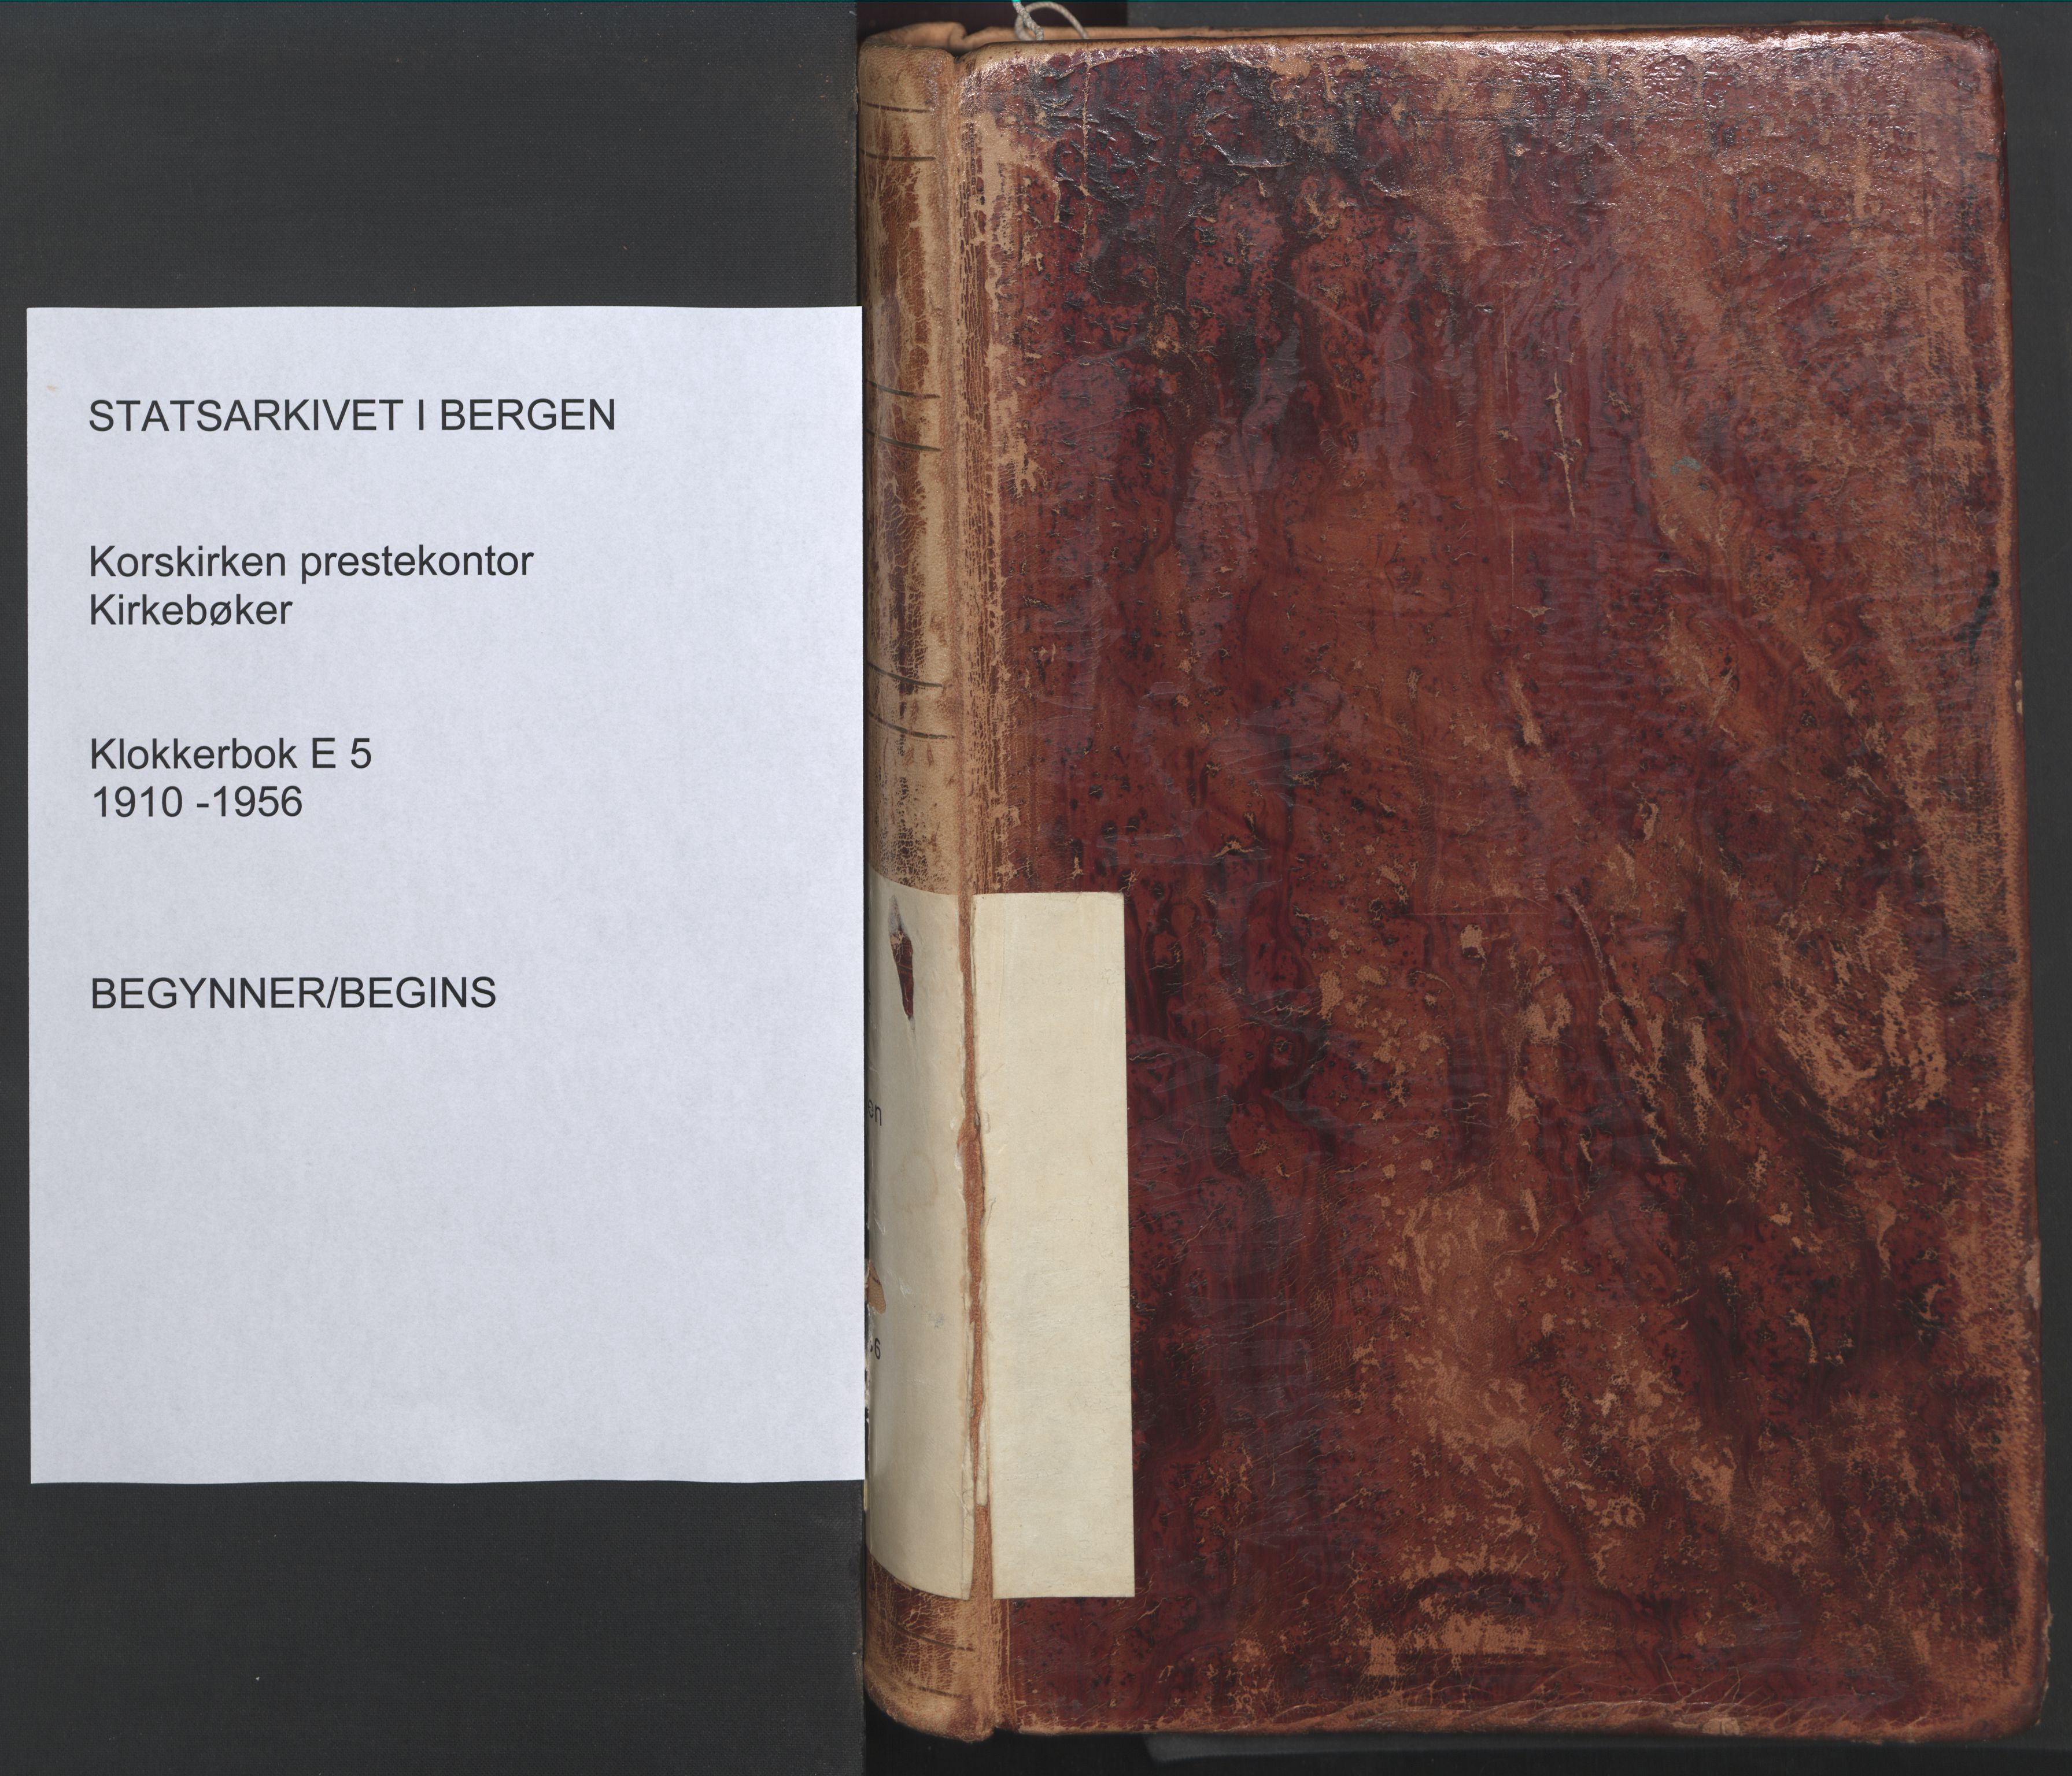 STATSARKIVET I BERGEN
Korskirken prestekontor
Kirkebøker
Klokkerbok E 5
1910 -1956
BEGYNNER/BEGINS